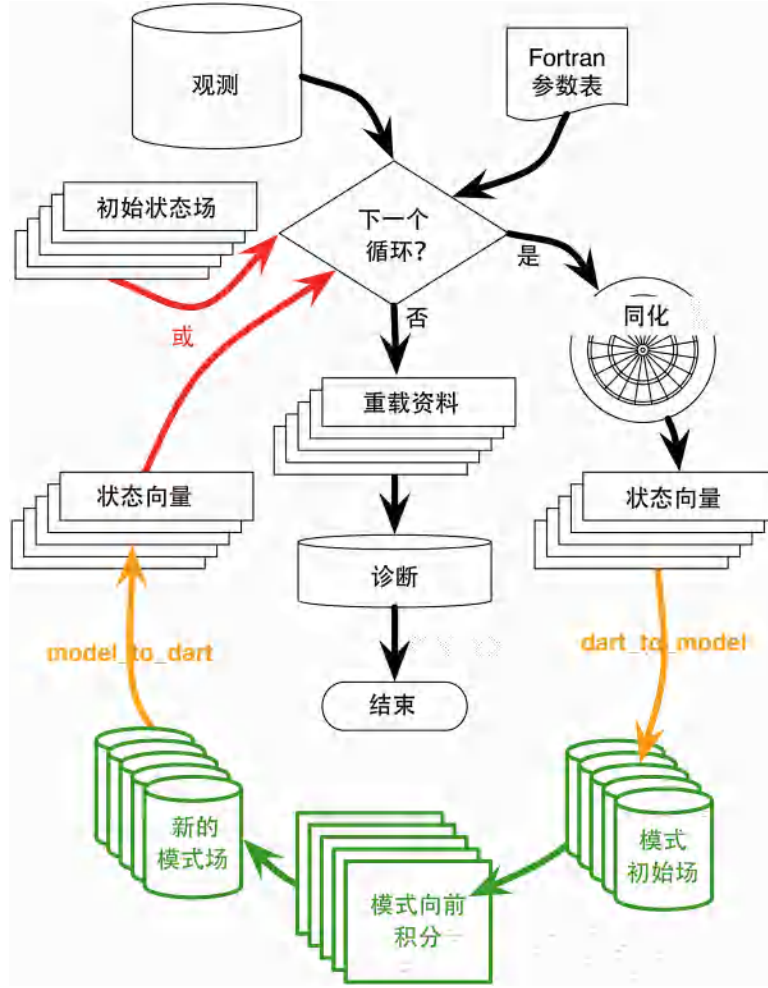 观测
Fortran
参数表
初始状态场
下一个
循环?
是
或
否
同化
重载资料
状态向量
状态向量
诊断
model_to_dart
dart_to_model
结束
新的
模式场
模式
初始场
模式向前
积分